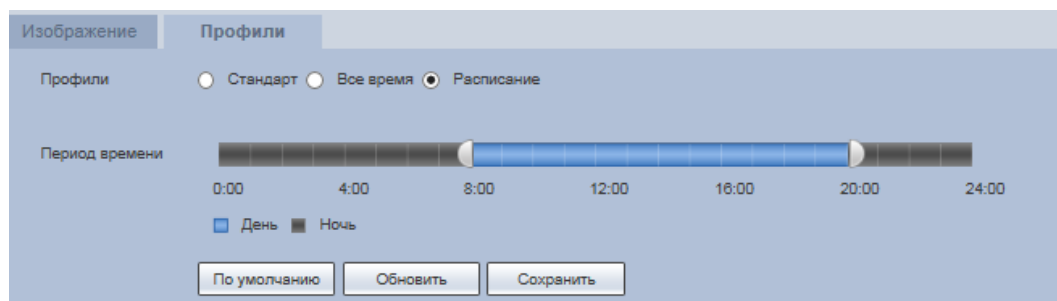 Изображение Профили
Профили Стандарт Все время Расписание
Период времени
0:00 4:00 8:00 12:00 16:00 20:00 24:00
День Ночь
По умолчанию Обновить Сохранить